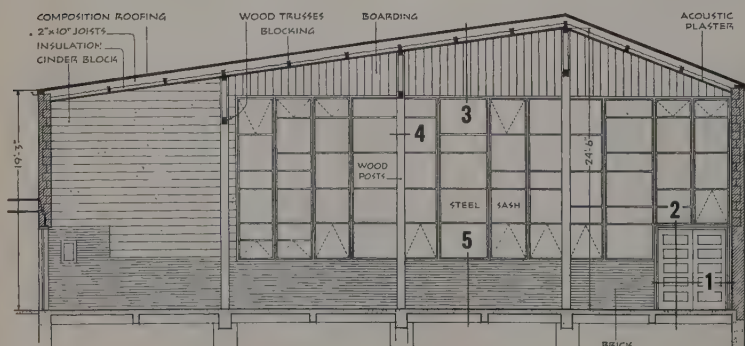 COMPOSITION ROOFING
2"x10" JOISTS
INSULATION
CINDER BLOCK
WOOD TRUSSES
BLOCKING
BOARDING
ACOUSTIC
PLASTER
3
4
19'-3"
24'-6"
WOOD
POSTS
STEEL SASH
2
5
1
BRICK